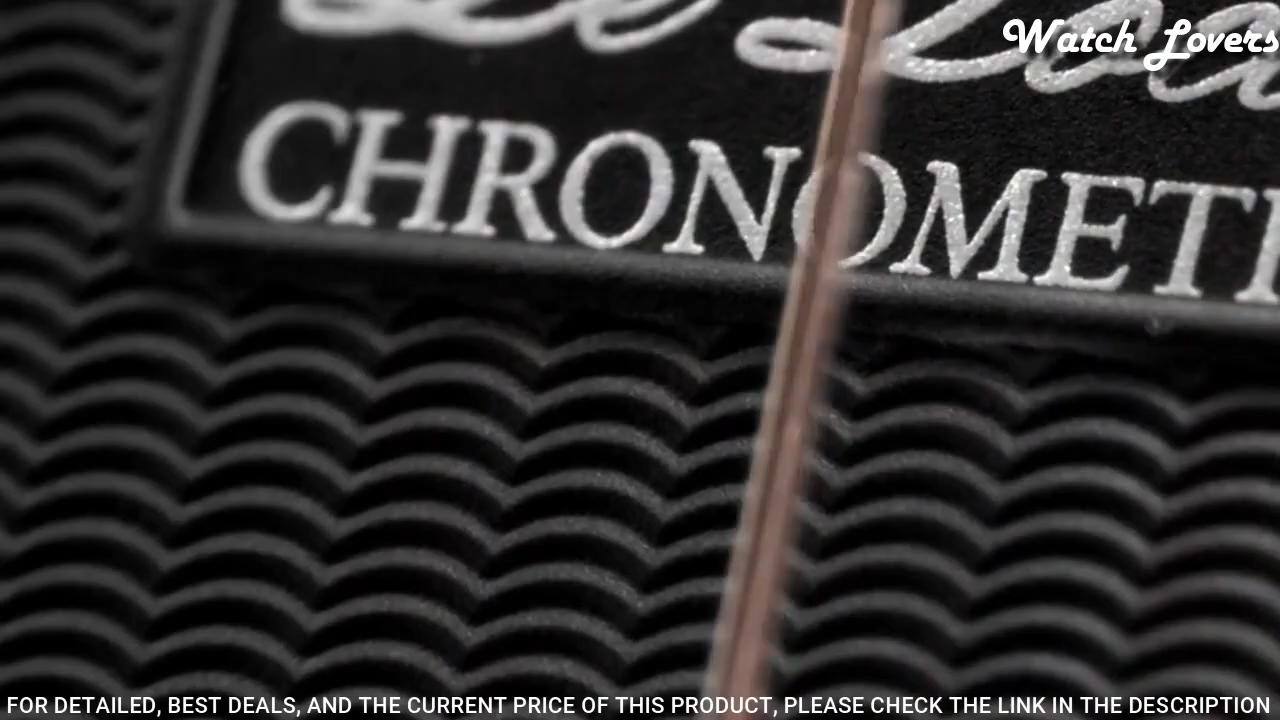 Watch Lovers
CHRONOMET
FOR DETAILED, BEST DEALS, AND THE CURRENT PRICE OF THIS PRODUCT, PLEASE CHECK THE LINK IN THE DESCRIPTION